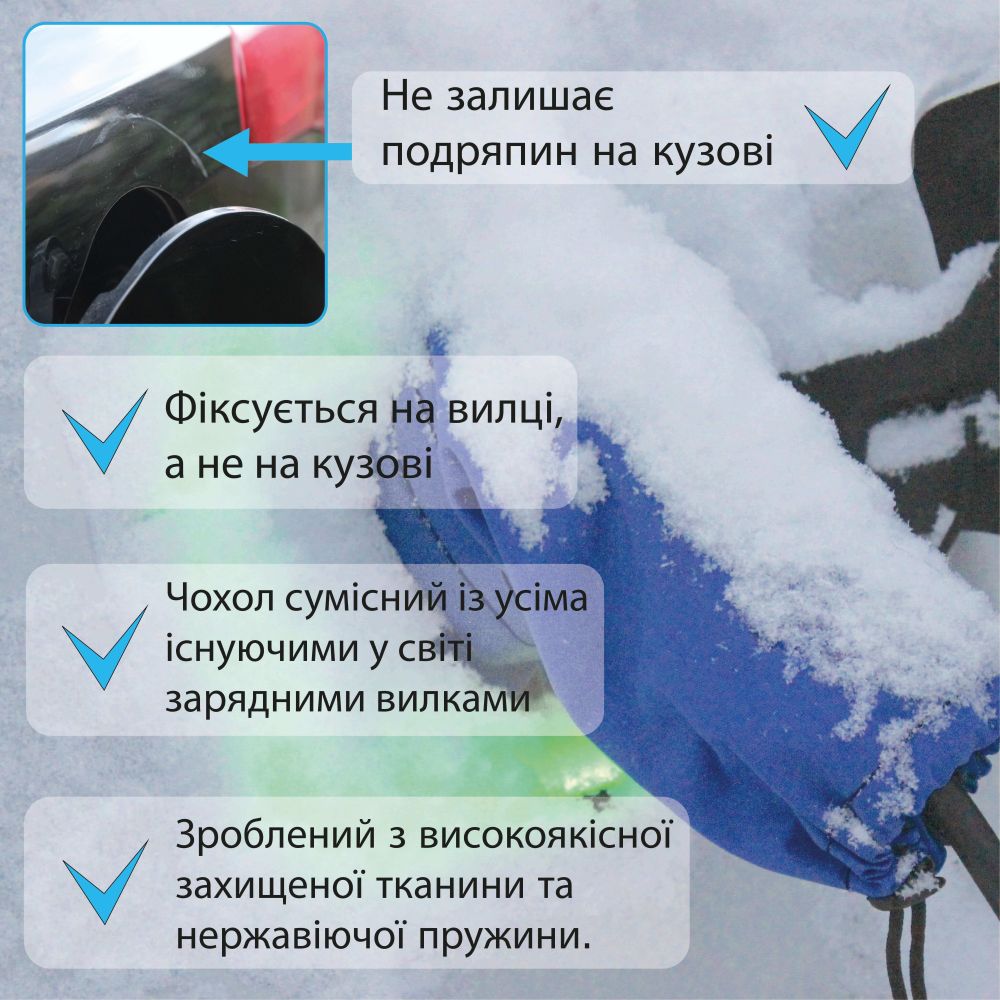 Не залишає
подряпин на кузові
Фіксується на вилці,
а не на кузові
Чохол сумісний із усіма
існуючими у світі
зарядними вилками
Зроблений з високоякісної
захищеної тканини та
нержавіючої пружини.